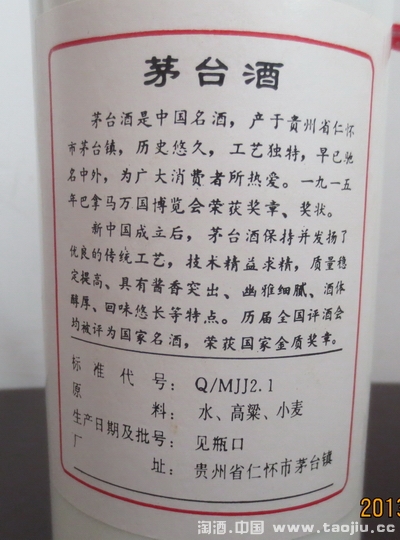 茅台酒
茅台酒是中国名酒，产于贵州省仁怀
市茅台镇，历史悠久，工艺独特，早已驰
名中外，为广大消费者所热爱。一九一五
年巴拿马万国博览会荣获奖章、奖状。
新中国成立后，茅台酒保持并发扬了
优良的传统工艺，技术精益求精，质量稳
定提高、具有酱香突出、幽雅细腻、酒体
醇厚、回味悠长等特点。历届全国评酒会
均被评为国家名酒，荣获国家金质奖章。
标准代号：Q/MJJ2.1
原料：水、高粱、小麦
生产日期及批号：见瓶口
厂址：贵州省仁怀市茅台镇
2013
淘酒.中国 www.taojiu.cc